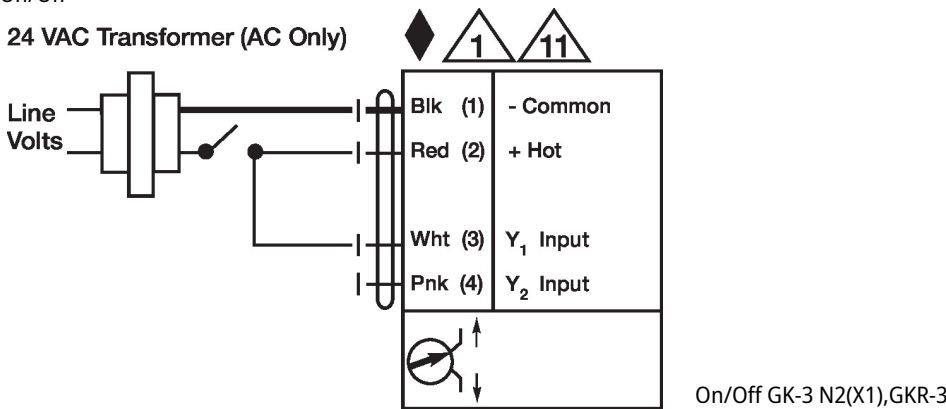 On/Off
24 VAC Transformer (AC Only)
1
11
Line
Volts
Blk (1) - Common
Red (2) + Hot
Wht (3) Y1 Input
Pnk (4) Y2 Input
On/Off GK-3 N2(X1),GKR-3